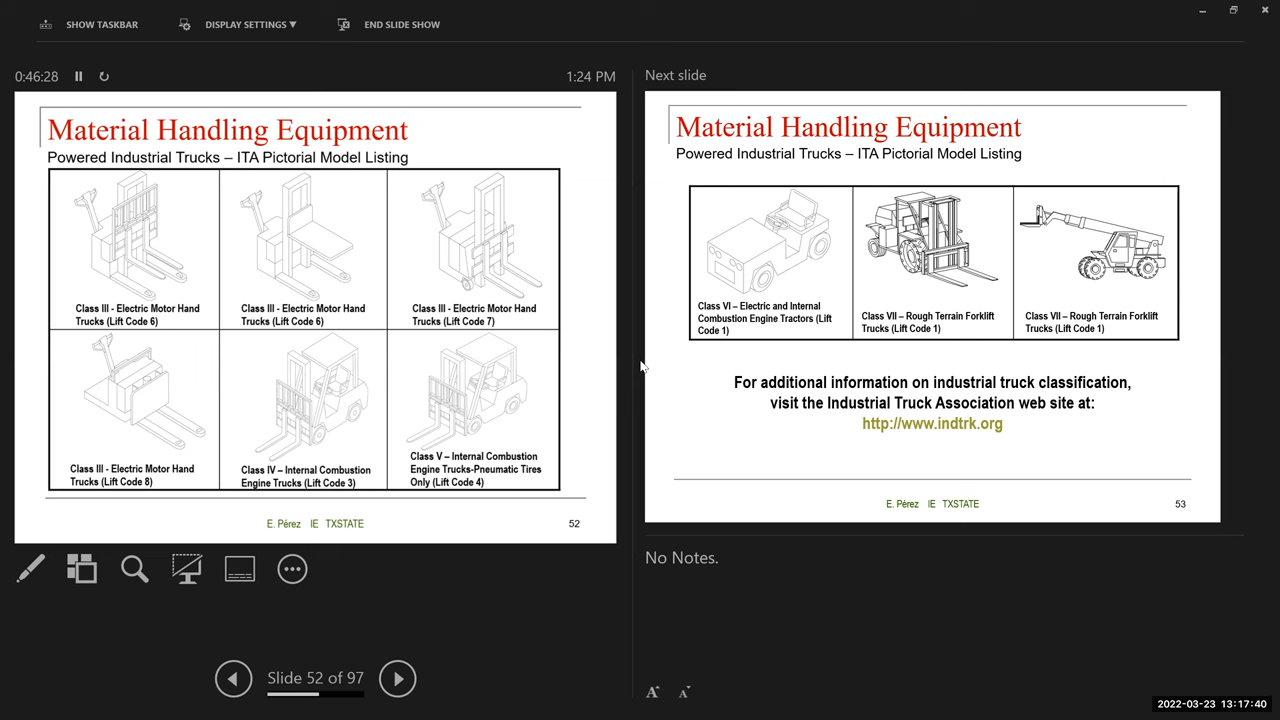 SHOW TASKBAR
DISPLAY SETTINGS ▼
END SLIDE SHOW
0:46:28
1:24 PM
Material Handling Equipment
Powered Industrial Trucks – ITA Pictorial Model Listing
Class III - Electric Motor Hand
Trucks (Lift Code 6)
Class III - Electric Motor Hand
Trucks (Lift Code 6)
Class III - Electric Motor Hand
Trucks (Lift Code 7)
Class III - Electric Motor Hand
Trucks (Lift Code 8)
Class IV – Internal Combustion
Engine Trucks (Lift Code 3)
Class V – Internal Combustion
Engine Trucks-Pneumatic Tires
Only (Lift Code 4)
E. Pérez IE TXSTATE
52
Slide 52 of 97
Next slide
Material Handling Equipment
Powered Industrial Trucks – ITA Pictorial Model Listing
Class VI – Electric and Internal
Combustion Engine Tractors (Lift
Code 1)
Class VII – Rough Terrain Forklift
Trucks (Lift Code 1)
Class VII – Rough Terrain Forklift
Trucks (Lift Code 1)
For additional information on industrial truck classification,
visit the Industrial Truck Association web site at:
http://www.indtrk.org
E. Pérez IE TXSTATE
53
No Notes.
A A
2022-03-23 13:17:40